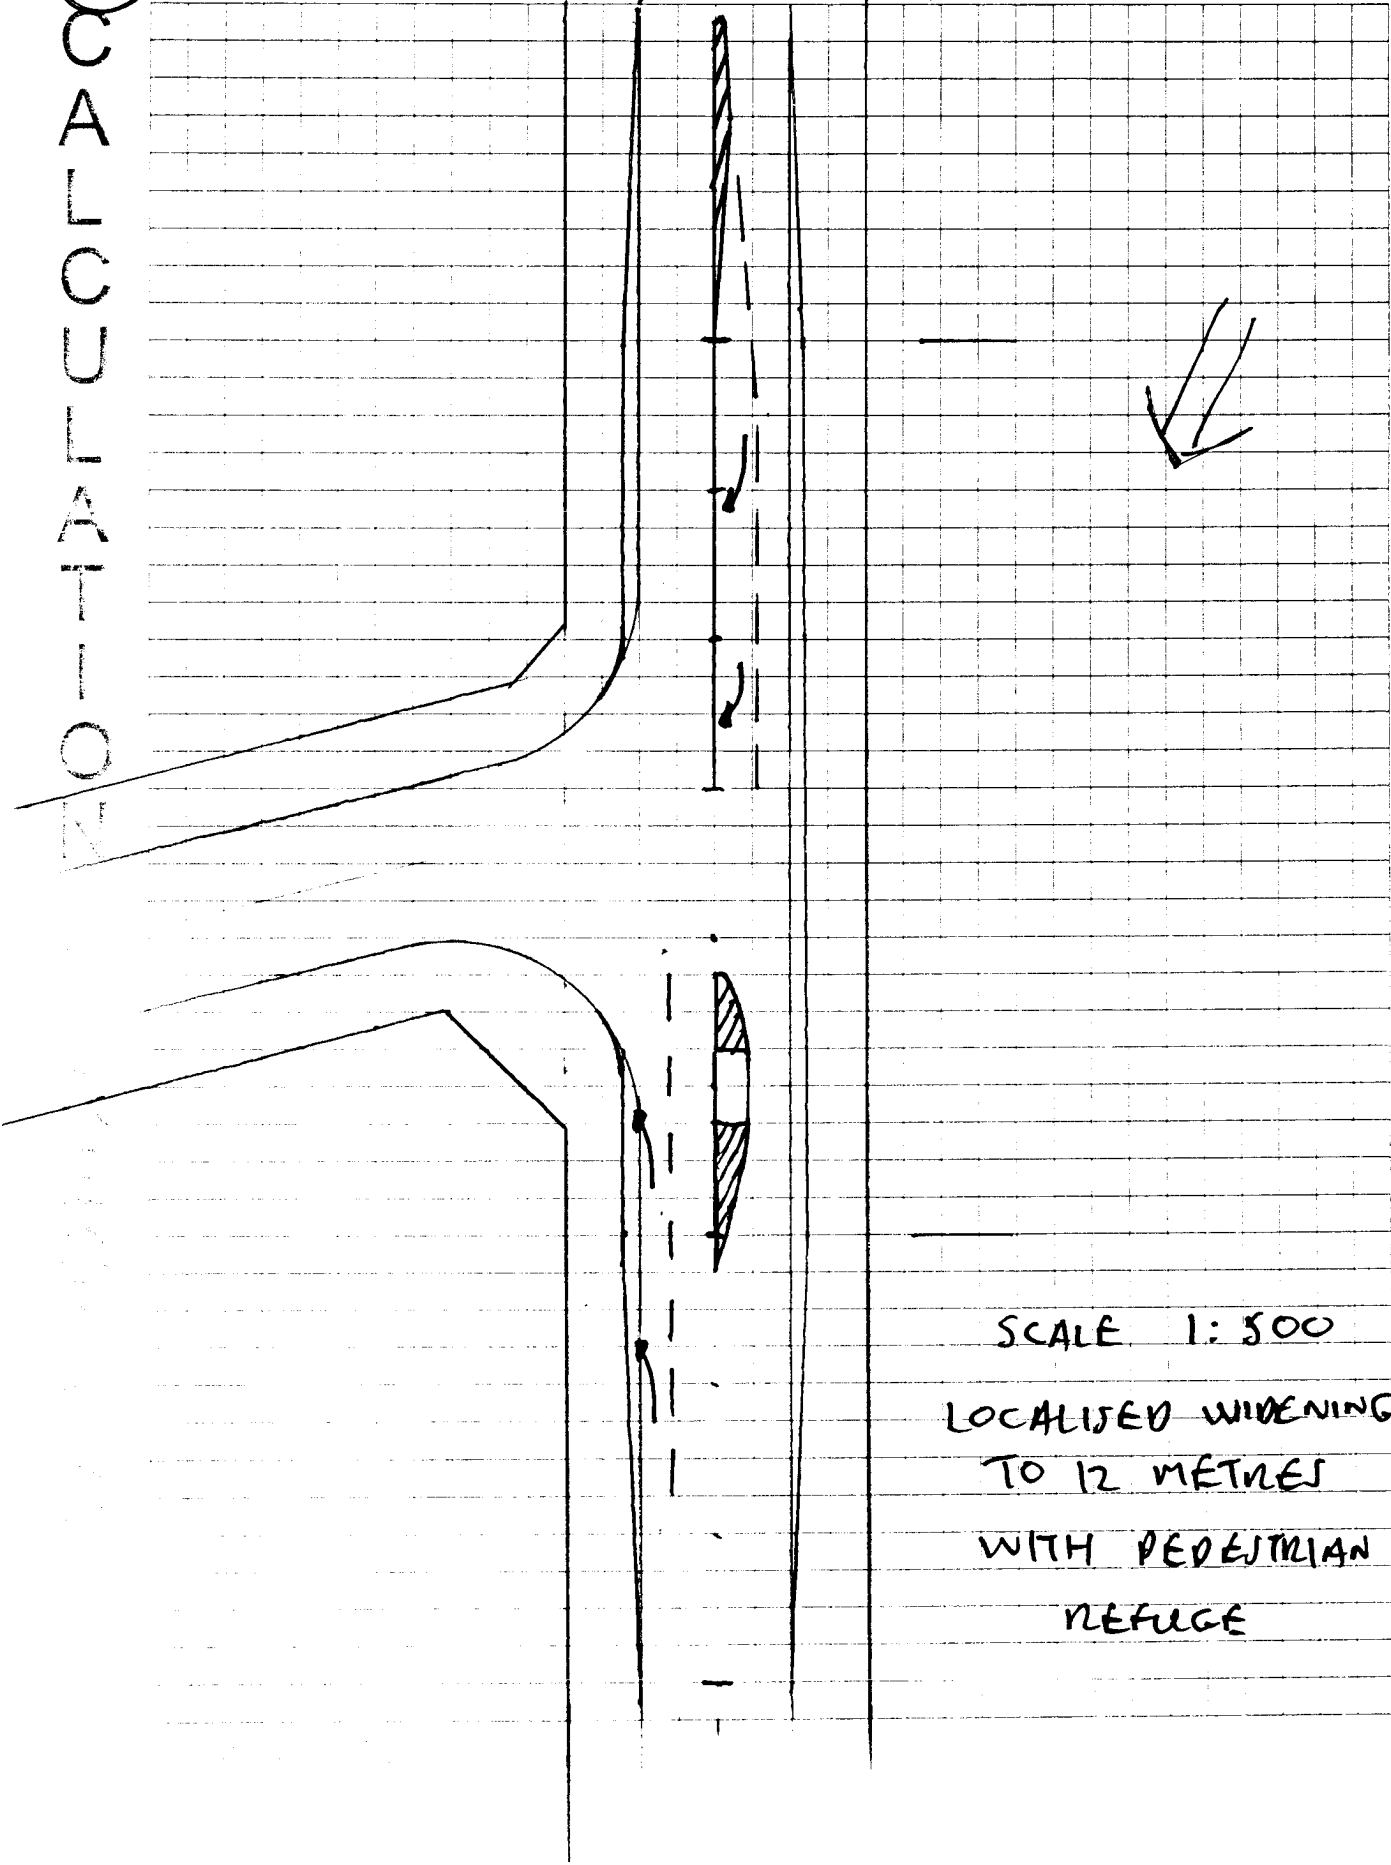 CALCULATION
SCALE 1:500
LOCALISED WIDENING
TO 12 METRES
WITH PEDESTRIAN
REFUGE